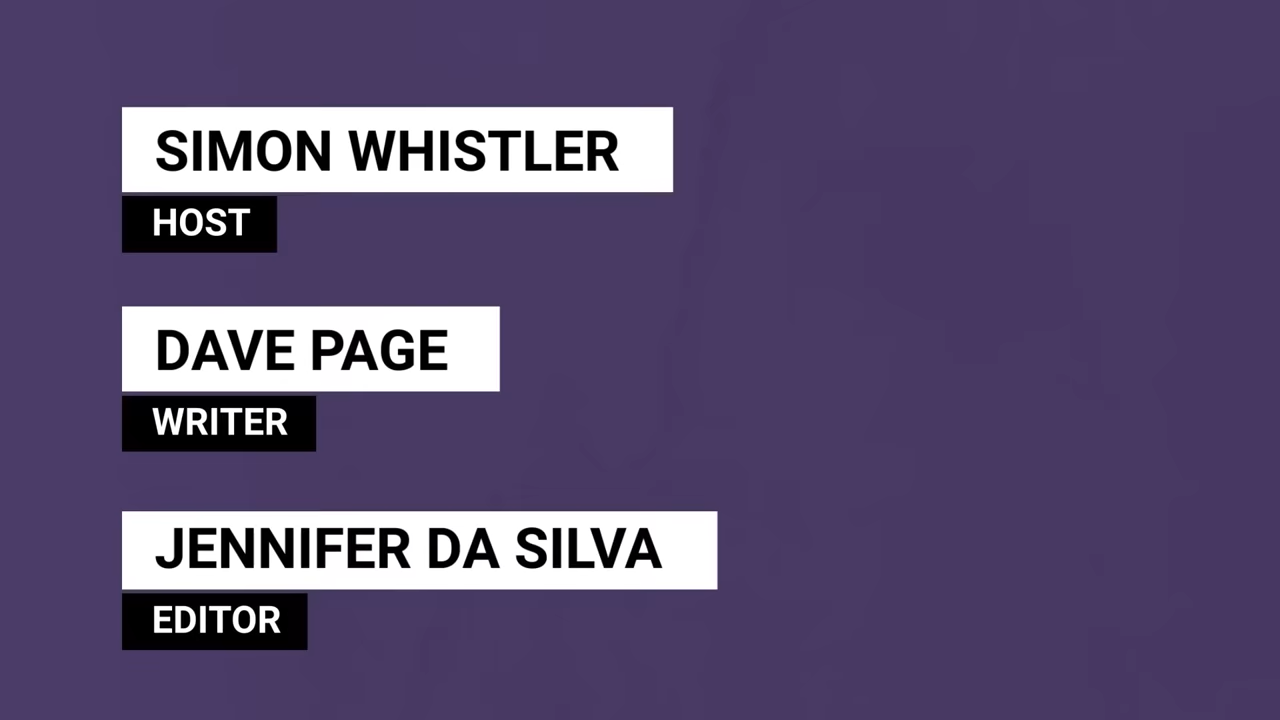 SIMON WHISTLER
HOST
DAVE PAGE
WRITER
JENNIFER DA SILVA
EDITOR